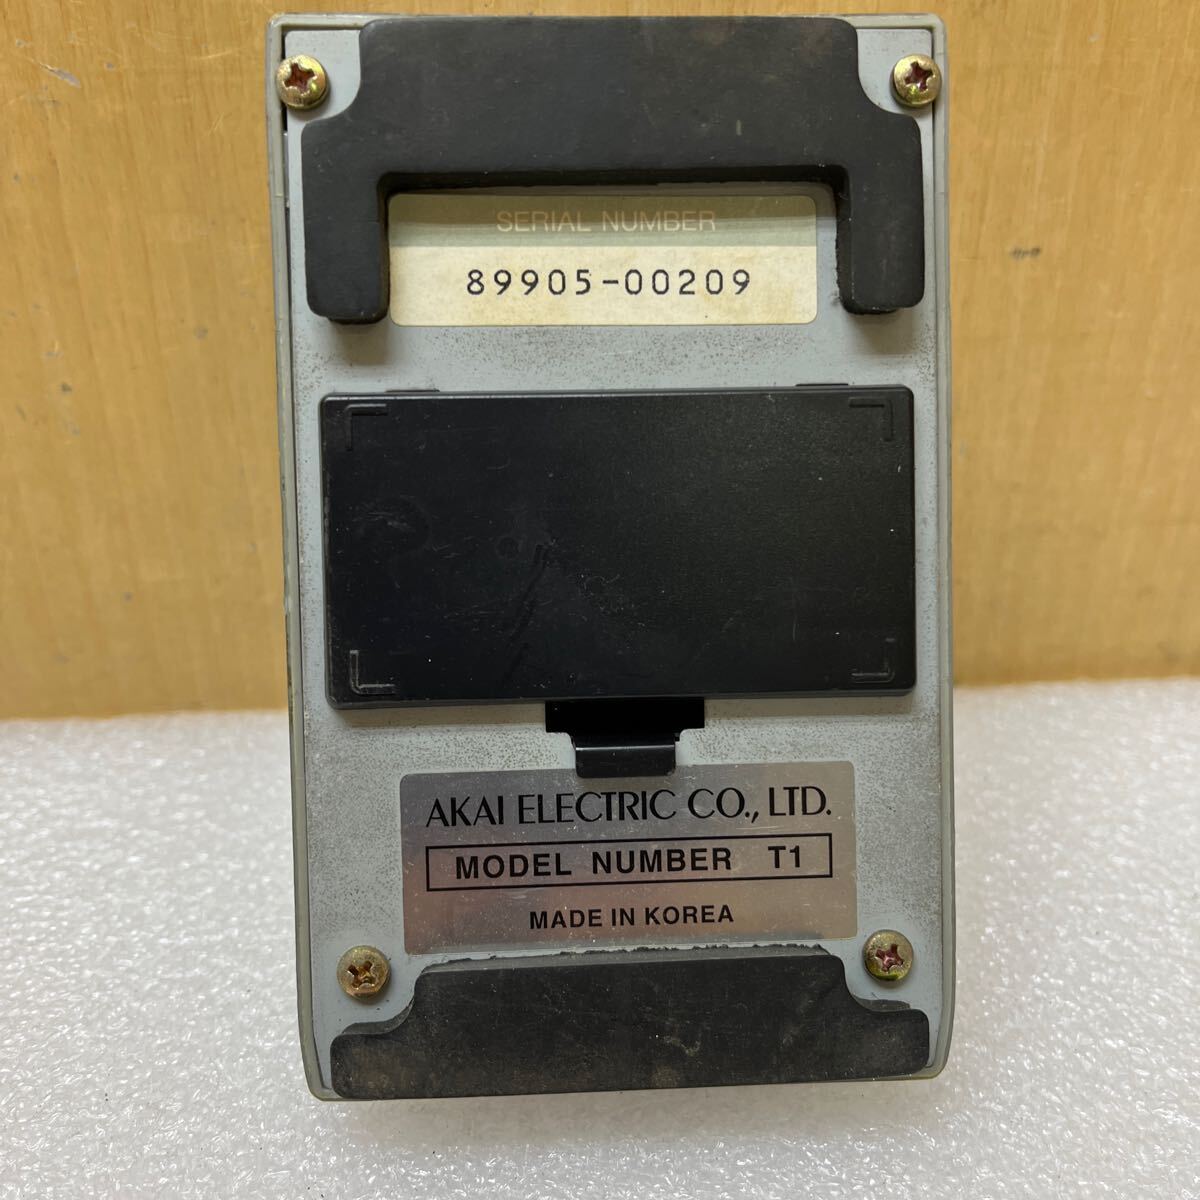 SERIAL NUMBER
89905-00209
AKAI ELECTRIC CO., LTD.
MODEL NUMBER T1
MADE IN KOREA